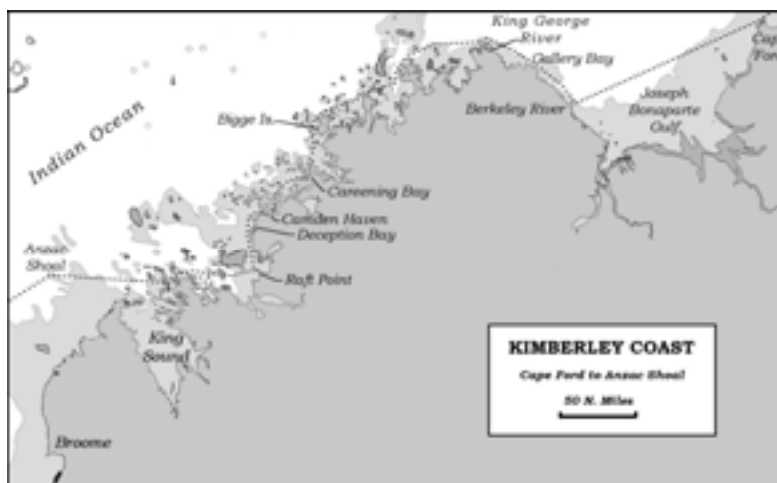 King George
River
Gallery Bay
Cape
Ford
Joseph
Bonaparte
Gulf
Berkeley River
Bigge Is.
Indian Ocean
Careening Bay
Camden Haven
Deception Bay
Anzac
Shoal
Raft Point
King
Sound
KIMBERLEY COAST
Cape Ford to Anzac Shoal
50 N. Miles
Broome